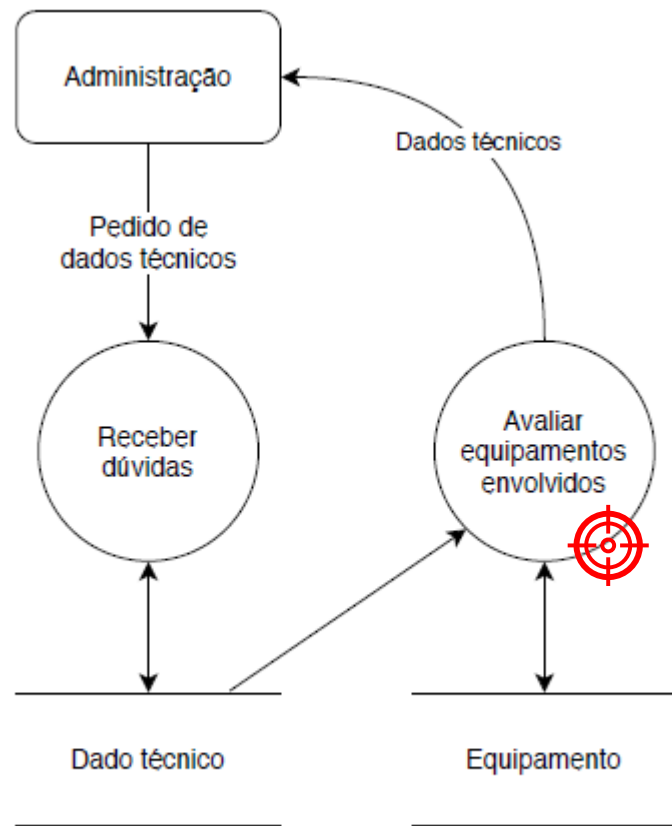 Administração
Dados técnicos
Pedido de
dados técnicos
Receber
dúvidas
Avaliar
equipamentos
envolvidos
Dado técnico
Equipamento